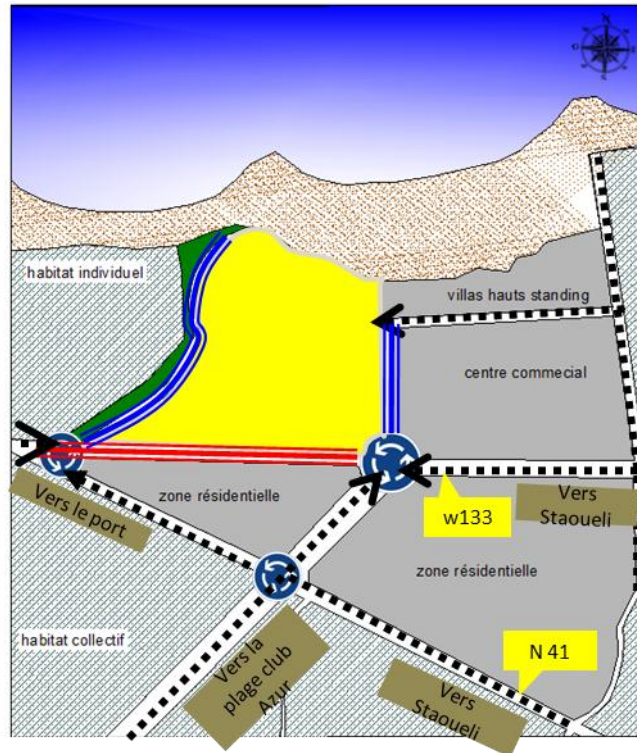 N
E
S
habitat individuel
villas hauts standing
centre commecial
Vers le port
zone résidentielle
w133
Vers
Staoueli
zone résidentielle
habitat collectif
Vers la
plage club
Azur
N 41
Vers
Staoueli